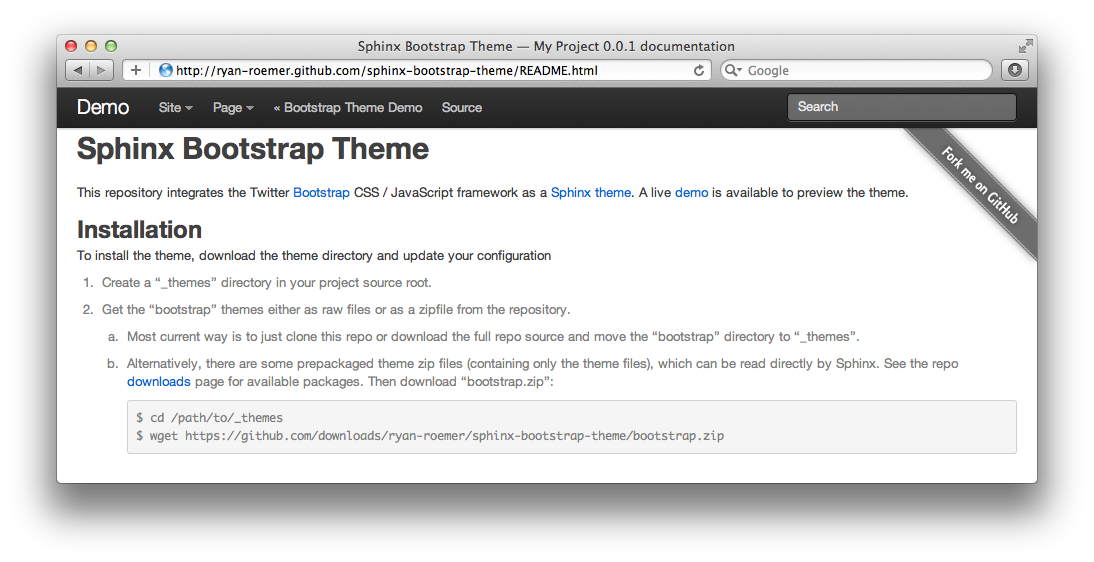 Sphinx Bootstrap Theme — My Project 0.0.1 documentation
http://ryan-roemer.github.com/sphinx-bootstrap-theme/README.html
Google
Demo
Site
Page
« Bootstrap Theme Demo
Source
Search
Fork me on GitHub
Sphinx Bootstrap Theme
This repository integrates the Twitter Bootstrap CSS / JavaScript framework as a Sphinx theme. A live demo is available to preview the theme.
Installation
To install the theme, download the theme directory and update your configuration
1. Create a “_themes” directory in your project source root.
2. Get the “bootstrap” themes either as raw files or as a zipfile from the repository.
a. Most current way is to just clone this repo or download the full repo source and move the “bootstrap” directory to “_themes”.
b. Alternatively, there are some prepackaged theme zip files (containing only the theme files), which can be read directly by Sphinx. See the repo
downloads page for available packages. Then download “bootstrap.zip”:
$ cd /path/to/_themes
$ wget https://github.com/downloads/ryan-roemer/sphinx-bootstrap-theme/bootstrap.zip